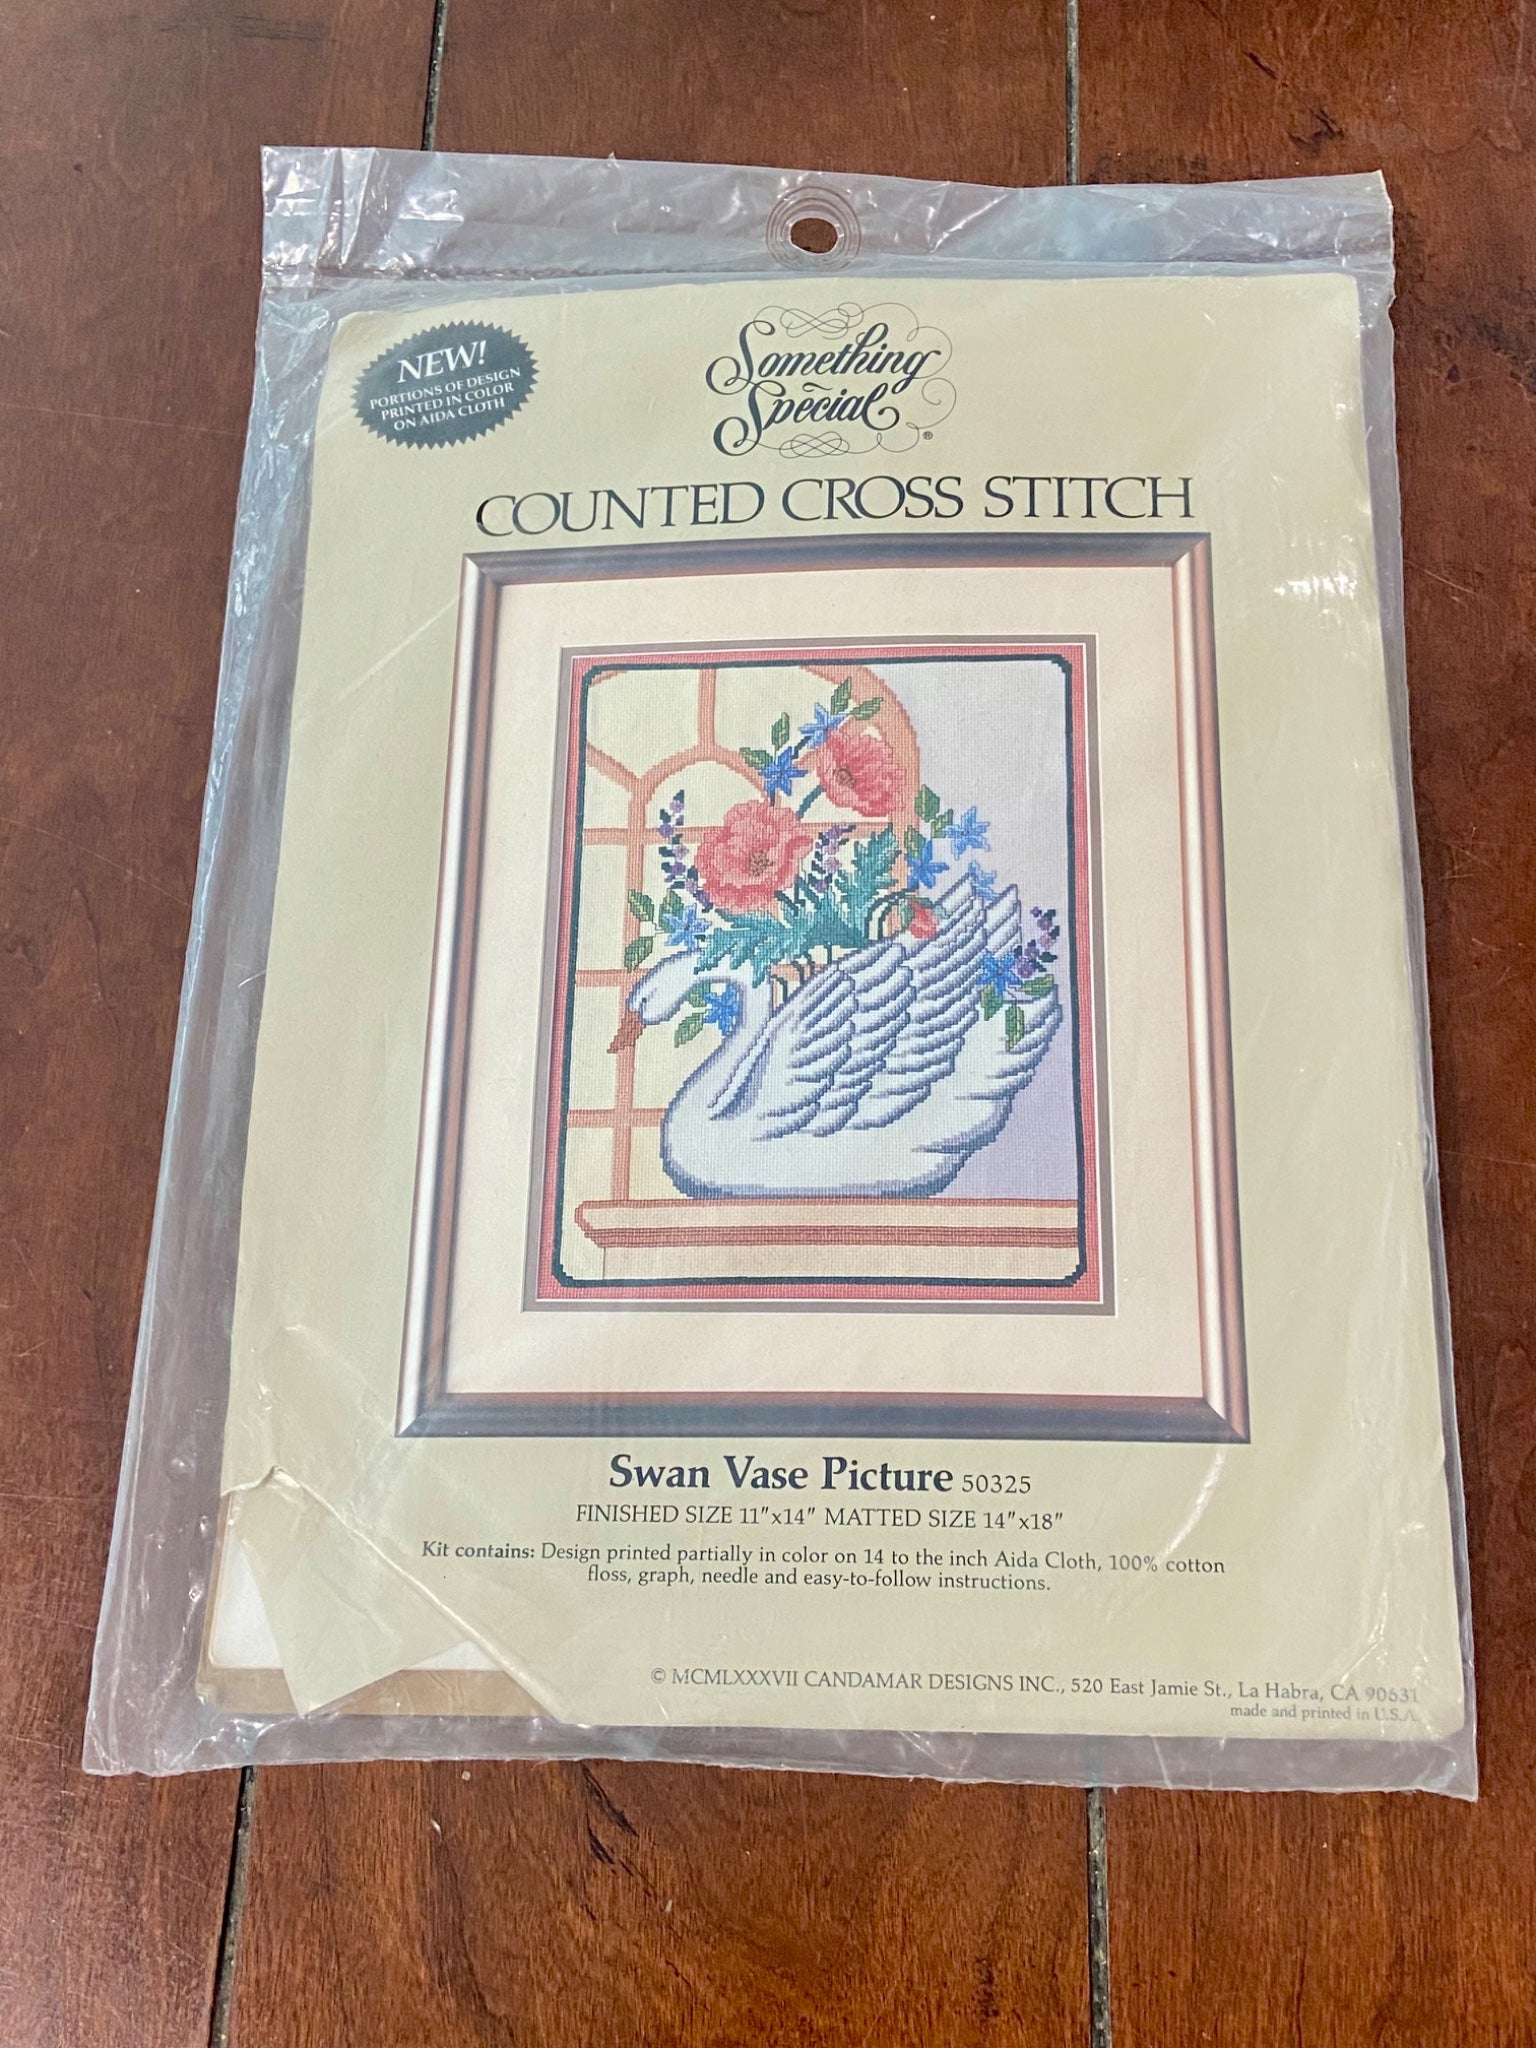 NEW!
PORTIONS OF DESIGN
PRINTED IN COLOR
ON AIDA CLOTH
Something
Special®
COUNTED CROSS STITCH
Swan Vase Picture 50325
FINISHED SIZE 11"x14" MATTED SIZE 14"x18"
Kit contains: Design printed partially in color on 14 to the inch Aida Cloth, 100% cotton
floss, graph, needle and easy-to-follow instructions.
© MCMLXXXVII CANDAMAR DESIGNS INC., 520 East Jamie St., La Habra, CA 90631
made and printed in U.S.A.